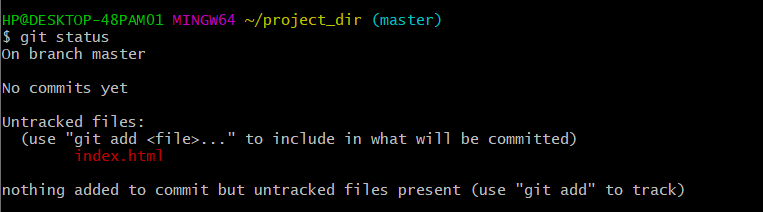 HP@DESKTOP-48PAMO1 MINGW64 ~/project_dir (master)
$ git status
On branch master
No commits yet
Untracked files:
(use "git add <file>..." to include in what will be committed)
index.html
nothing added to commit but untracked files present (use "git add" to track)